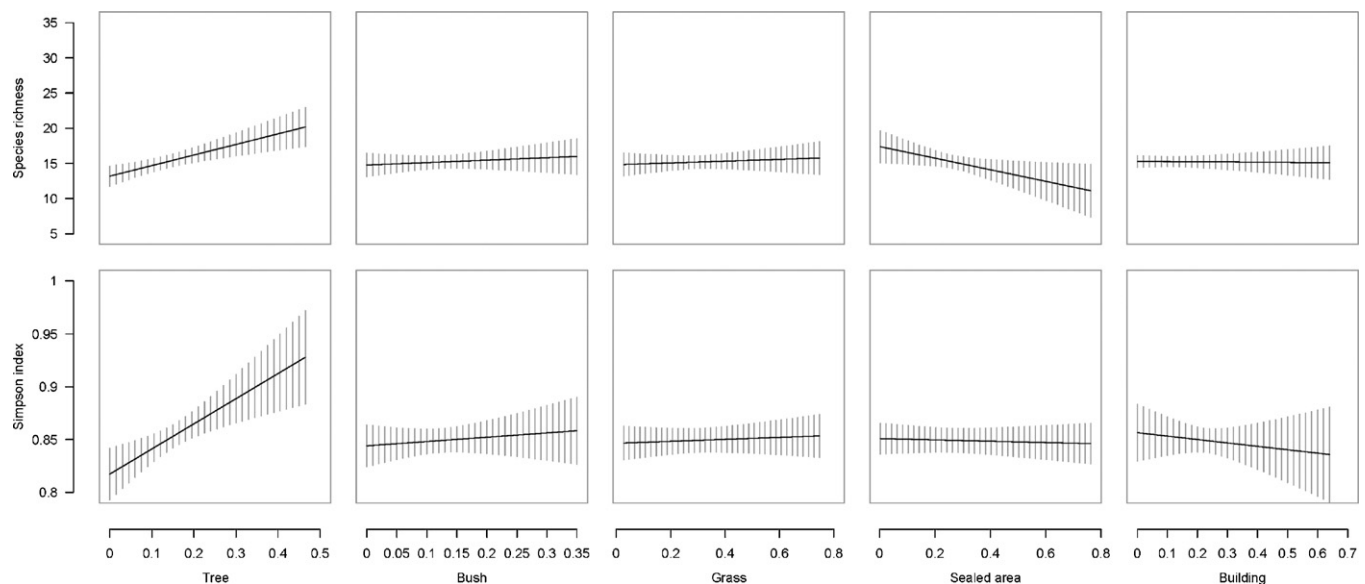 Species richness
35
30
25
20
15
10
5
Simpson index
1
0.95
0.9
0.85
0.8
0 0.1 0.2 0.3 0.4 0.5
Tree
0 0.05 0.1 0.15 0.2 0.25 0.3 0.35
Bush
0 0.2 0.4 0.6 0.8
Grass
0 0.2 0.4 0.6 0.8
Sealed area
0 0.1 0.2 0.3 0.4 0.5 0.6 0.7
Building